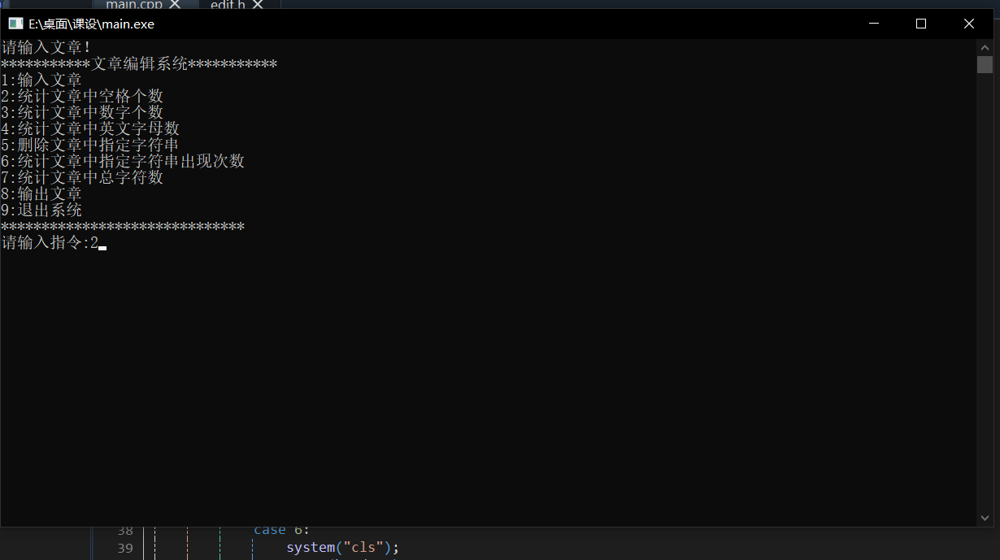 main.cpp
edit.h
E:\桌面\课设\main.exe
请输入文章!
***********文章编辑系统***********
1:输入文章
2:统计文章中空格个数
3:统计文章中数字个数
4:统计文章中英文字母数
5:删除文章中指定字符串
6:统计文章中指定字符串出现次数
7:统计文章中总字符数
8:输出文章
9:退出系统
******************************
请输入指令:2
38 case 6:
39 system("cls");